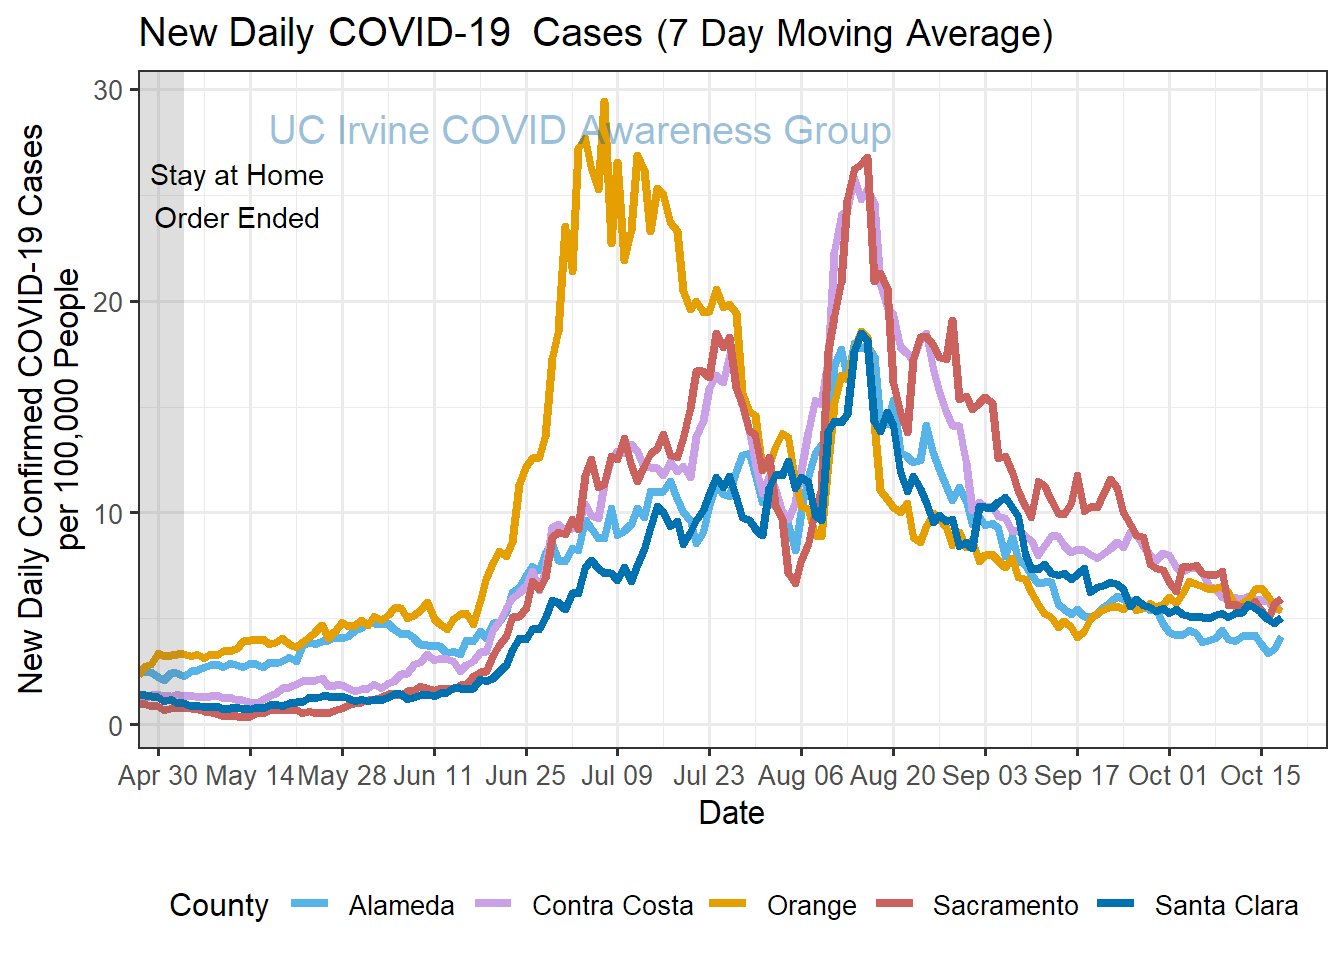 New Daily COVID-19 Cases (7 Day Moving Average)
UC Irvine COVID Awareness Group
Stay at Home
Order Ended
New Daily Confirmed COVID-19 Cases
per 100,000 People
30
20
10
0
Apr 30 May 14 May 28 Jun 11 Jun 25 Jul 09 Jul 23 Aug 06 Aug 20 Sep 03 Sep 17 Oct 01 Oct 15
Date
County Alameda Contra Costa Orange Sacramento Santa Clara